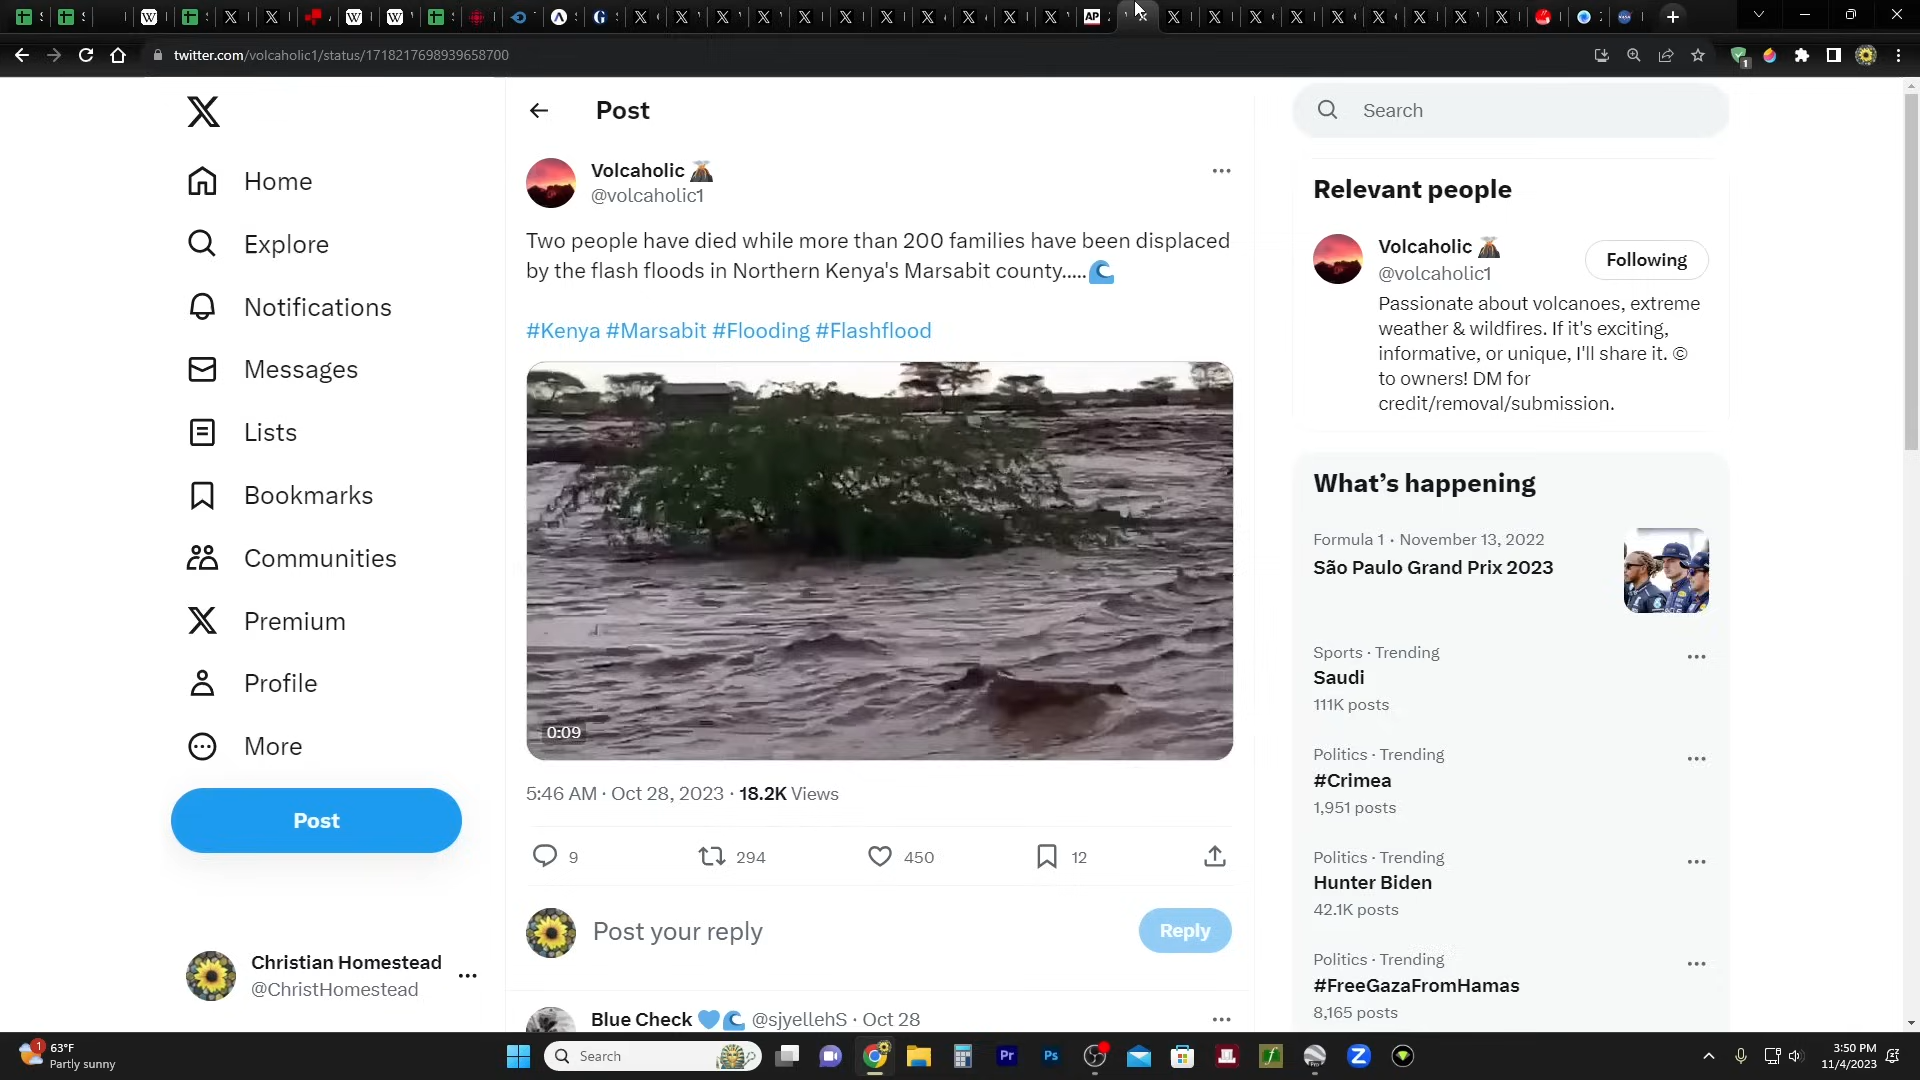 twitter.com/volcaholic1/status/1718217698939658700
Home
Explore
Notifications
Messages
Lists
Bookmarks
Communities
Premium
Profile
More
Post
Christian Homestead
@ChristHomestead
Post
Volcaholic 🌋
@volcaholic1
Two people have died while more than 200 families have been displaced
by the flash floods in Northern Kenya's Marsabit county.....🌊
#Kenya #Marsabit #Flooding #Flashflood
0:09
5:46 AM · Oct 28, 2023 · 18.2K Views
9 294 450 12
Post your reply
Reply
Blue Check 💙🌊 @sjyellehS · Oct 28
Search
Relevant people
Volcaholic 🌋
@volcaholic1
Following
Passionate about volcanoes, extreme
weather & wildfires. If it's exciting,
informative, or unique, I'll share it. ©
to owners! DM for
credit/removal/submission.
What's happening
Formula 1 · November 13, 2022
São Paulo Grand Prix 2023
Sports · Trending
Saudi
111K posts
Politics · Trending
#Crimea
1,951 posts
Politics · Trending
Hunter Biden
42.1K posts
Politics · Trending
#FreeGazaFromHamas
8,165 posts
63°F
Partly sunny
Search
3:50 PM
11/4/2023